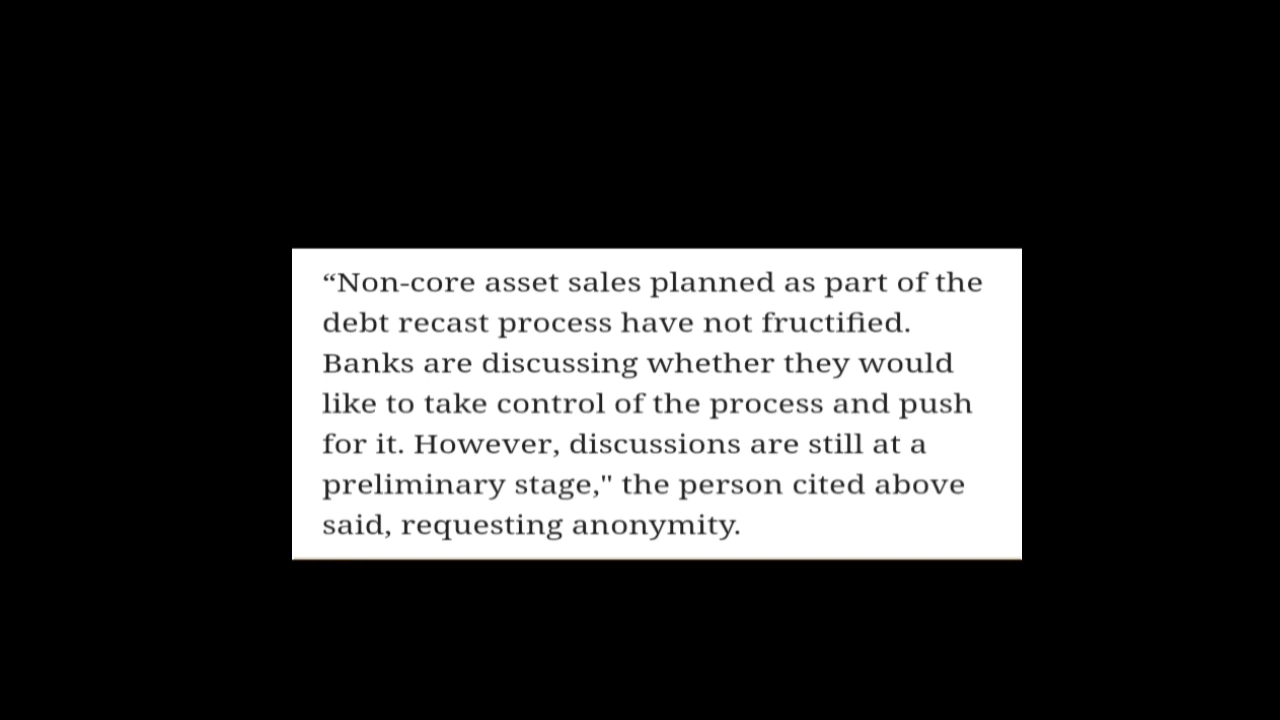 “Non-core asset sales planned as part of the
debt recast process have not fructified.
Banks are discussing whether they would
like to take control of the process and push
for it. However, discussions are still at a
preliminary stage," the person cited above
said, requesting anonymity.